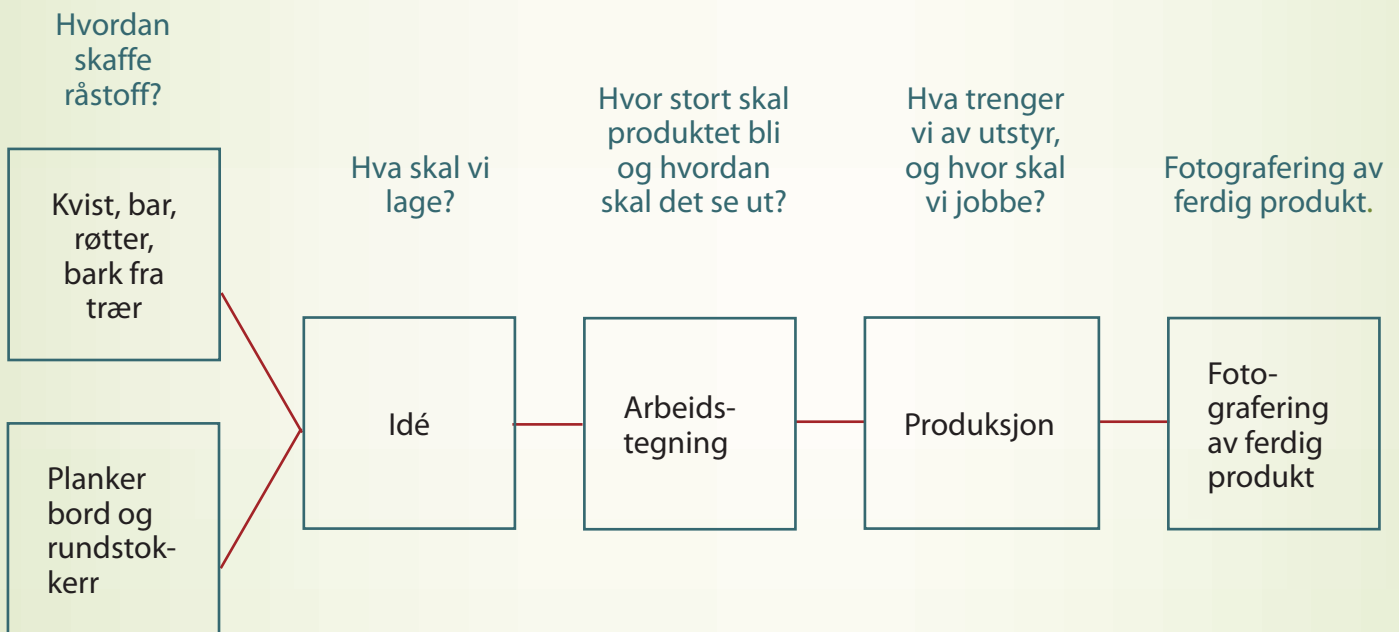 Hvordan
skaffe
råstoff?
Kvist, bar,
røtter,
bark fra
trær
Planker
bord og
rundstok-
kerr
Hva skal vi
lage?
Idé
Hvor stort skal
produktet bli
og hvordan
skal det se ut?
Arbeids-
tegning
Hva trenger
vi av utstyr,
og hvor skal
vi jobbe?
Produksjon
Fotografering av
ferdig produkt.
Foto-
grafering
av ferdig
produkt